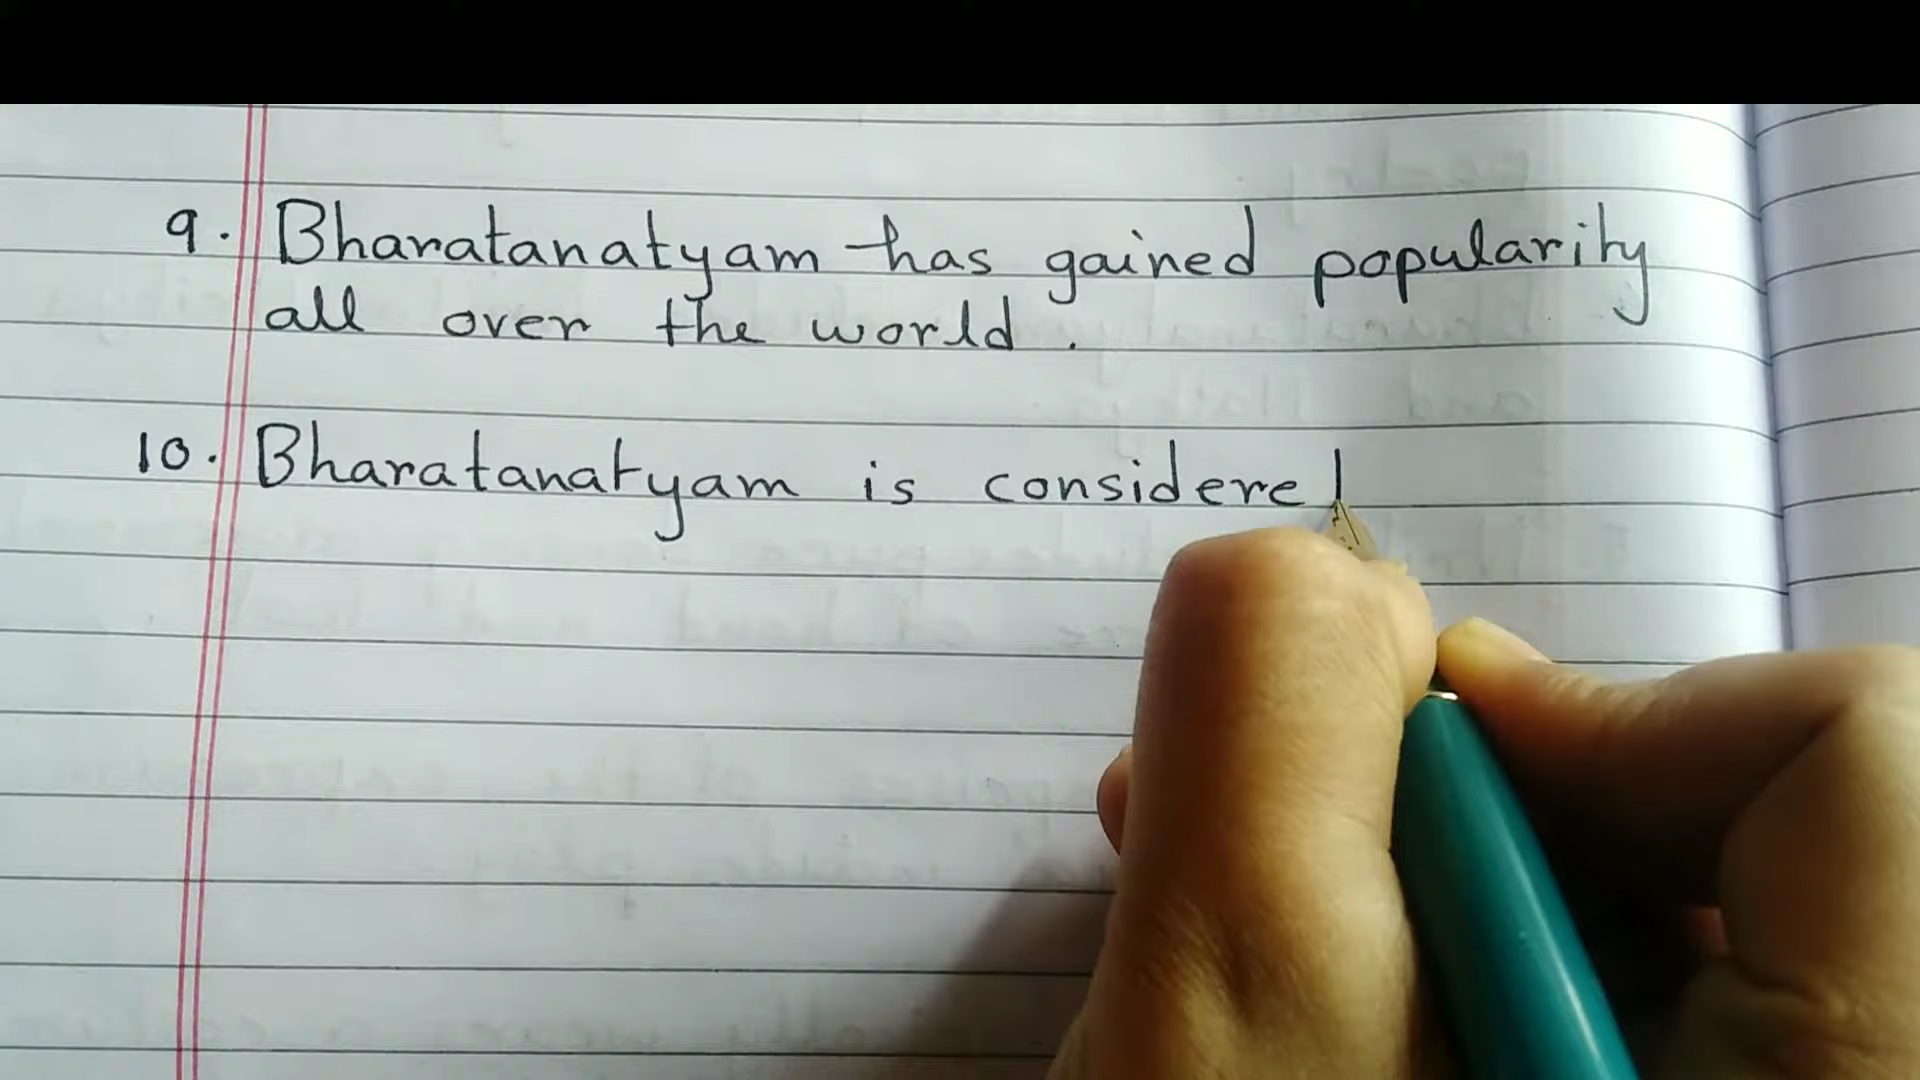 9. Bharatanatyam has gained popularity
all over the world.
10. Bharatanatyam is considere